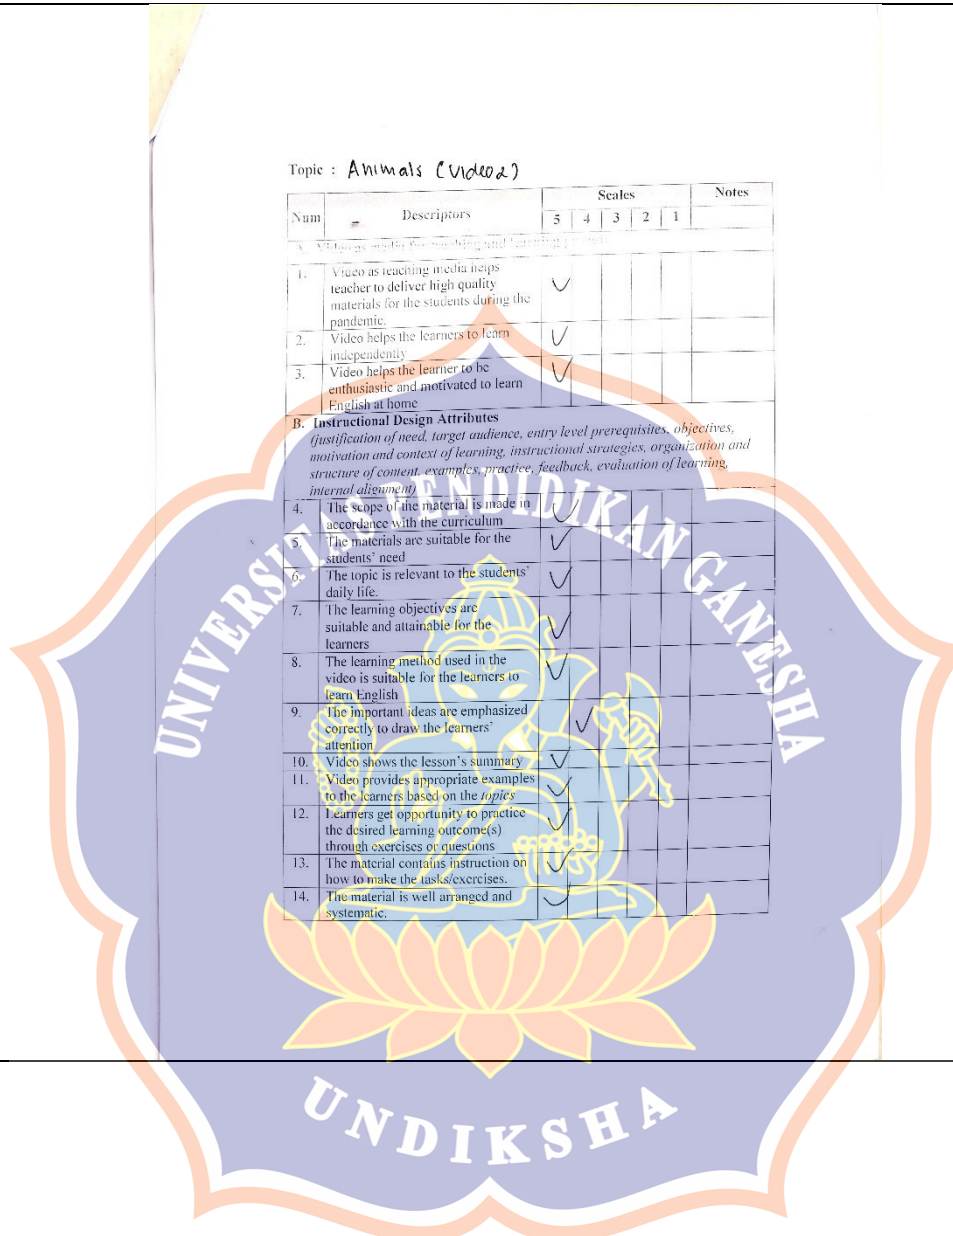 Topic : Animals (Video 2)
Num Descriptors Scales Notes
5 4 3 2 1
A. Video as media for teaching and learning
1. Video as teaching media helps ✓
teacher to deliver high quality
materials for the students during the
pandemic.
2. Video helps the learners to learn ✓
independently
3. Video helps the learner to be ✓
enthusiastic and motivated to learn
English at home
B. Instructional Design Attributes
(justification of need, target audience, entry level prerequisites, objectives,
motivation and context of learning, instructional strategies, organization and
structure of content, examples, practice, feedback, evaluation of learning,
internal alignment)
4. The scope of the material is made in ✓
accordance with the curriculum
5. The materials are suitable for the ✓
students' need
6. The topic is relevant to the students' ✓
daily life.
7. The learning objectives are ✓
suitable and attainable for the
learners
8. The learning method used in the ✓
video is suitable for the learners to
learn English
9. The important ideas are emphasized ✓
correctly to draw the learners'
attention
10. Video shows the lesson's summary ✓
11. Video provides appropriate examples ✓
to the learners based on the topics
12. Learners get opportunity to practice ✓
the desired learning outcome(s)
through exercises or questions
13. The material contains instruction on ✓
how to make the tasks/exercises.
14. The material is well arranged and ✓
systematic.
UNIVERSITAS PENDIDIKAN GANESHA
UNDIKSHA